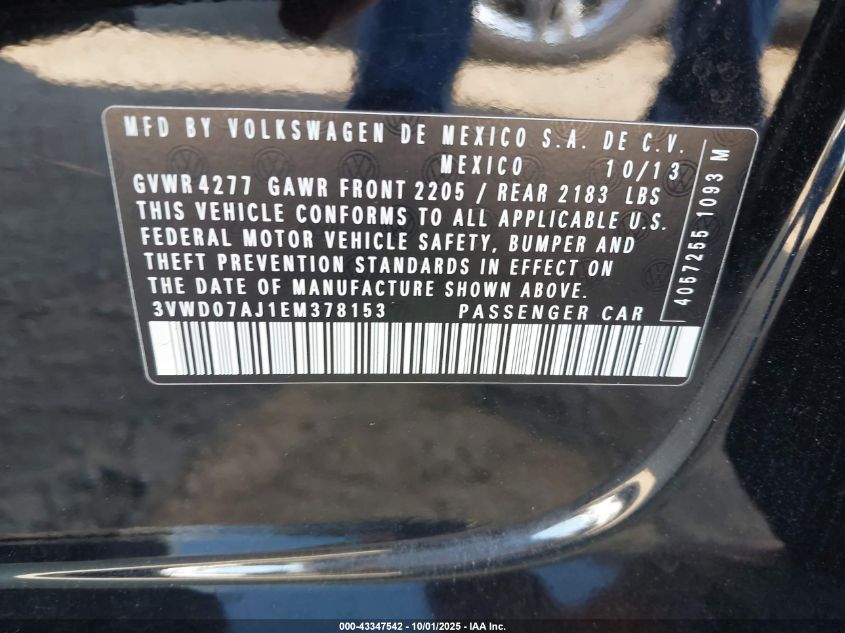 MFD BY VOLKSWAGEN DE MEXICO S.A. DE C.V.
MEXICO 10/13
GVWR 4277 GAWR FRONT 2205 / REAR 2183 LBS
THIS VEHICLE CONFORMS TO ALL APPLICABLE U.S.
FEDERAL MOTOR VEHICLE SAFETY, BUMPER AND
THEFT PREVENTION STANDARDS IN EFFECT ON
THE DATE OF MANUFACTURE SHOWN ABOVE.
3VWD07AJ1EM378153 PASSENGER CAR
4057255 1093 M
000-43347542 - 10/01/2025 - IAA Inc.